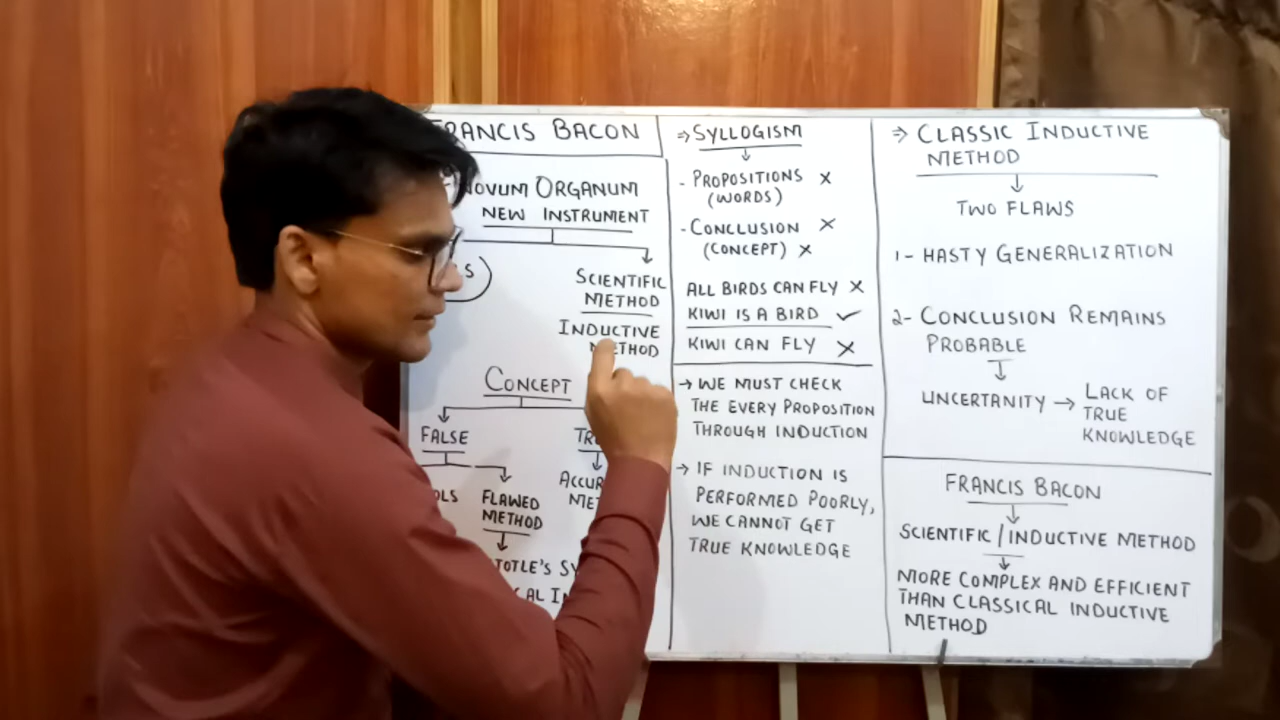 FRANCIS BACON
NOVUM ORGANUM
NEW INSTRUMENT
SCIENTIFIC
METHOD
INDUCTIVE
METHOD
CONCEPT
FALSE
FLAWED
METHOD
⇒ SYLLOGISM
- PROPOSITIONS ×
(WORDS)
- CONCLUSION ×
(CONCEPT) ×
ALL BIRDS CAN FLY ×
KIWI IS A BIRD ✓
KIWI CAN FLY ×
→ WE MUST CHECK
THE EVERY PROPOSITION
THROUGH INDUCTION
→ IF INDUCTION IS
PERFORMED POORLY,
WE CANNOT GET
TRUE KNOWLEDGE
⇒ CLASSIC INDUCTIVE
METHOD
TWO FLAWS
1- HASTY GENERALIZATION
2- CONCLUSION REMAINS
PROBABLE
UNCERTANITY → LACK OF
TRUE
KNOWLEDGE
FRANCIS BACON
SCIENTIFIC/INDUCTIVE METHOD
MORE COMPLEX AND EFFICIENT
THAN CLASSICAL INDUCTIVE
METHOD